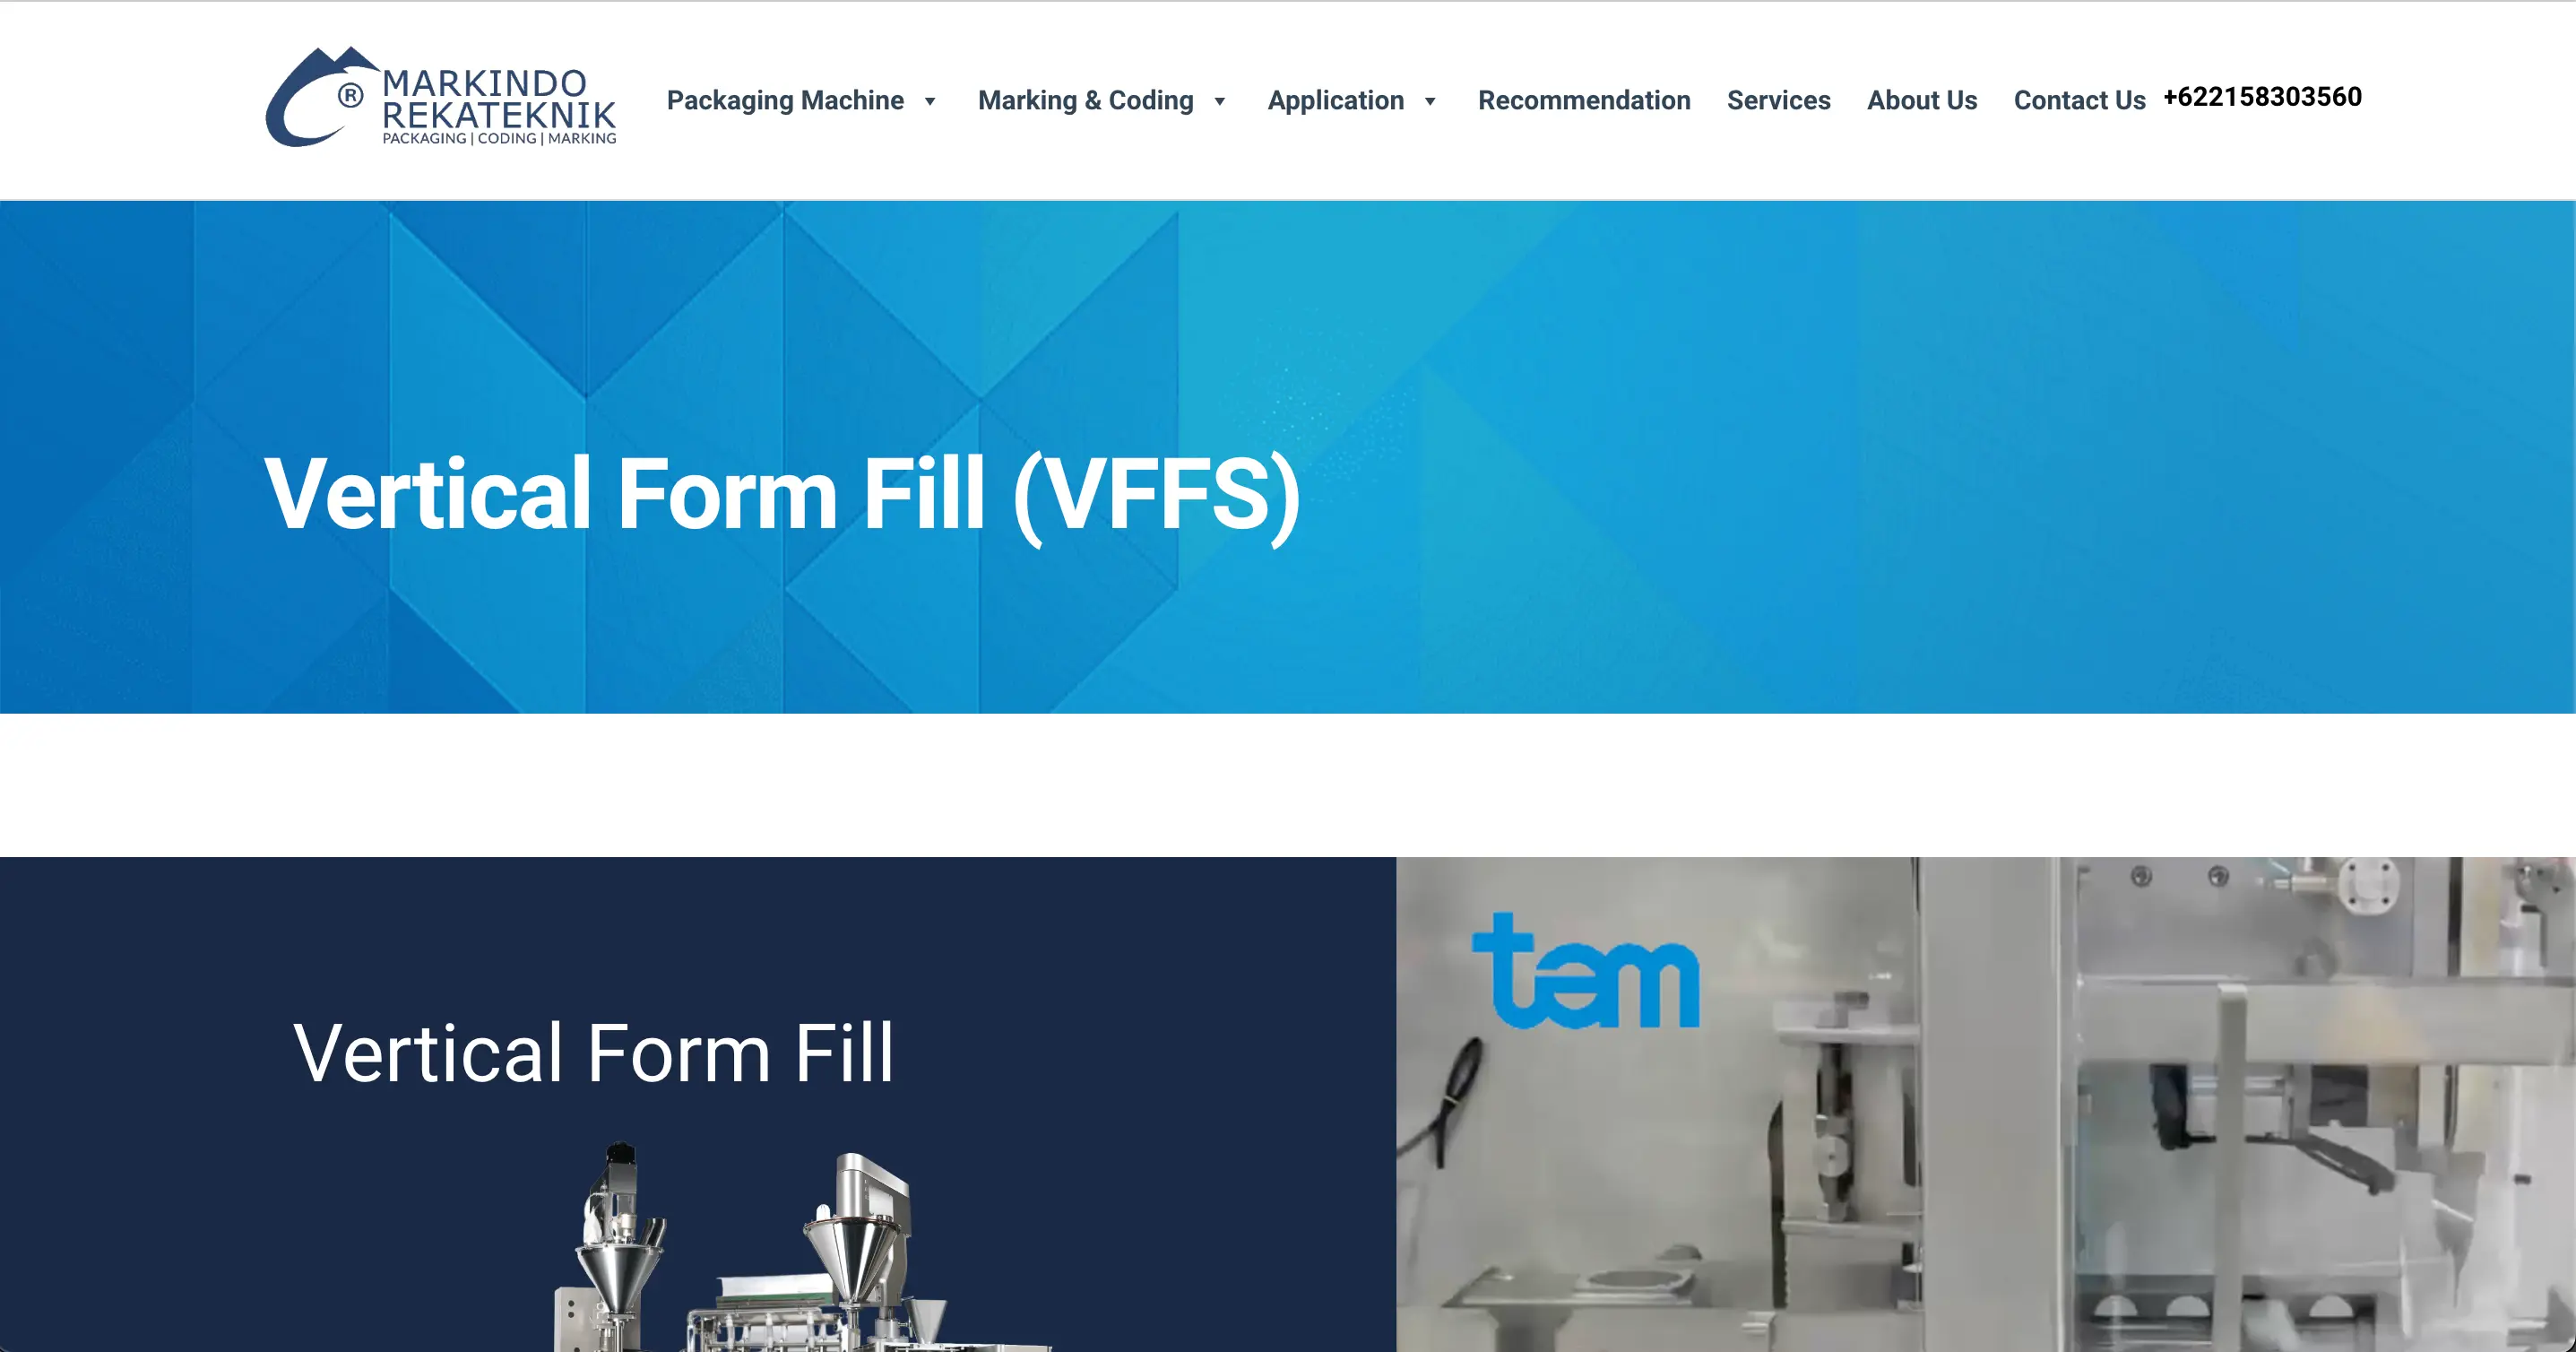 MARKINDO
REKATEKNIK
PACKAGING | CODING | MARKING
®
Packaging Machine
Marking & Coding
Application
Recommendation
Services
About Us
Contact Us
+622158303560
Vertical Form Fill (VFFS)
Vertical Form Fill
tem